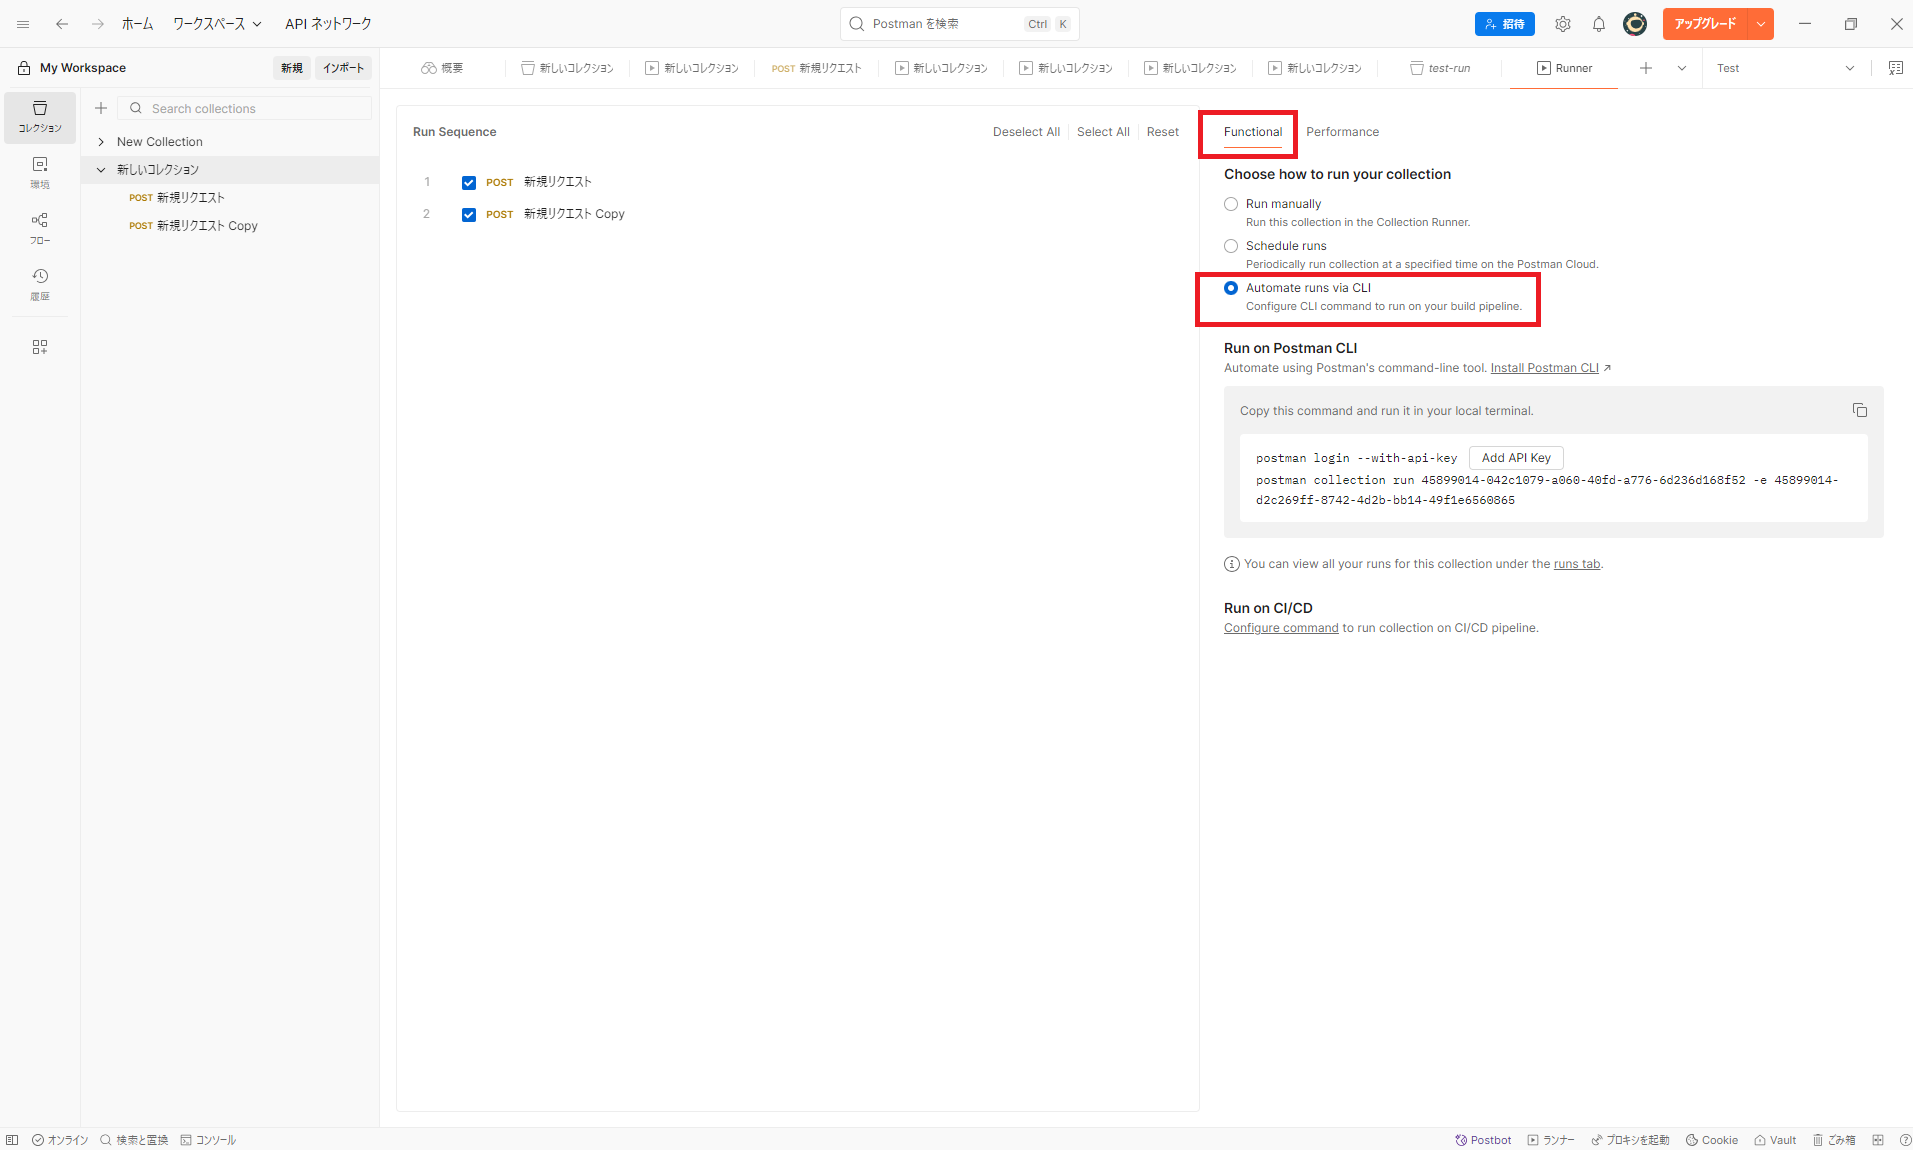 ホーム ワークスペース API ネットワーク Postman を検索 Ctrl K 招待 アップグレード
My Workspace 新規 インポート 概要 新しいコレクション 新しいコレクション POST 新規リクエスト 新しいコレクション 新しいコレクション 新しいコレクション 新しいコレクション test-run Runner Test
コレクション
環境
フロー
履歴
Search collections
New Collection
新しいコレクション
POST 新規リクエスト
POST 新規リクエスト Copy
Run Sequence Deselect All Select All Reset
1 POST 新規リクエスト
2 POST 新規リクエスト Copy
Functional Performance
Choose how to run your collection
Run manually
Run this collection in the Collection Runner.
Schedule runs
Periodically run collection at a specified time on the Postman Cloud.
Automate runs via CLI
Configure CLI command to run on your build pipeline.
Run on Postman CLI
Automate using Postman's command-line tool. Install Postman CLI ↗
Copy this command and run it in your local terminal.
postman login --with-api-key Add API Key
postman collection run 45899014-042c1079-a060-40fd-a776-6d236d168f52 -e 45899014-
d2c269ff-8742-4d2b-bb14-49f1e6560865
You can view all your runs for this collection under the runs tab.
Run on CI/CD
Configure command to run collection on CI/CD pipeline.
オンライン 検索と置換 コンソール Postbot ランナー プロキシを起動 Cookie Vault ごみ箱